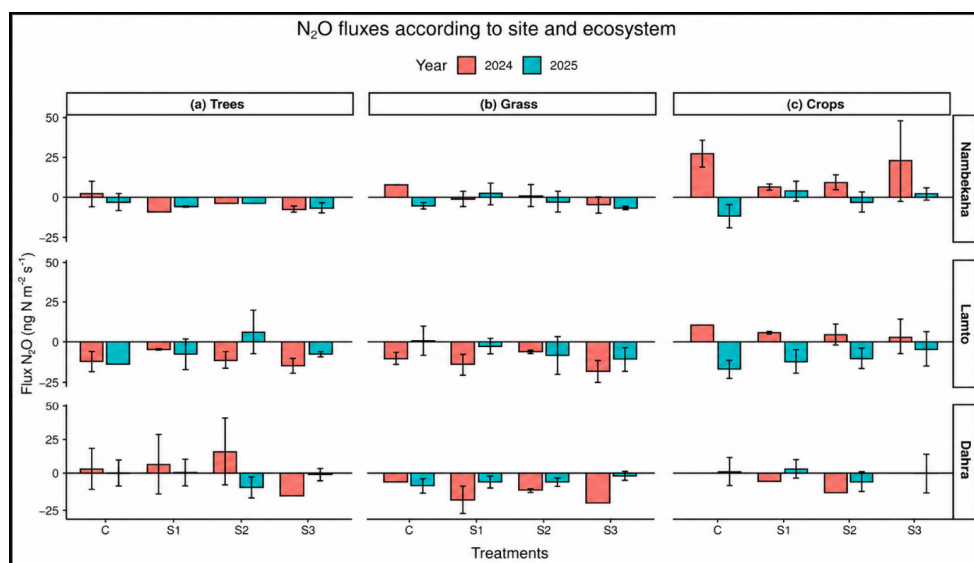 N₂O fluxes according to site and ecosystem
Year 2024 2025
(a) Trees (b) Grass (c) Crops
Flux N₂O (ng N m⁻² s⁻¹)
50
25
0
−25
Nambekaha
50
25
0
−25
Lamto
50
25
0
−25
Dahra
C S1 S2 S3 C S1 S2 S3 C S1 S2 S3
Treatments